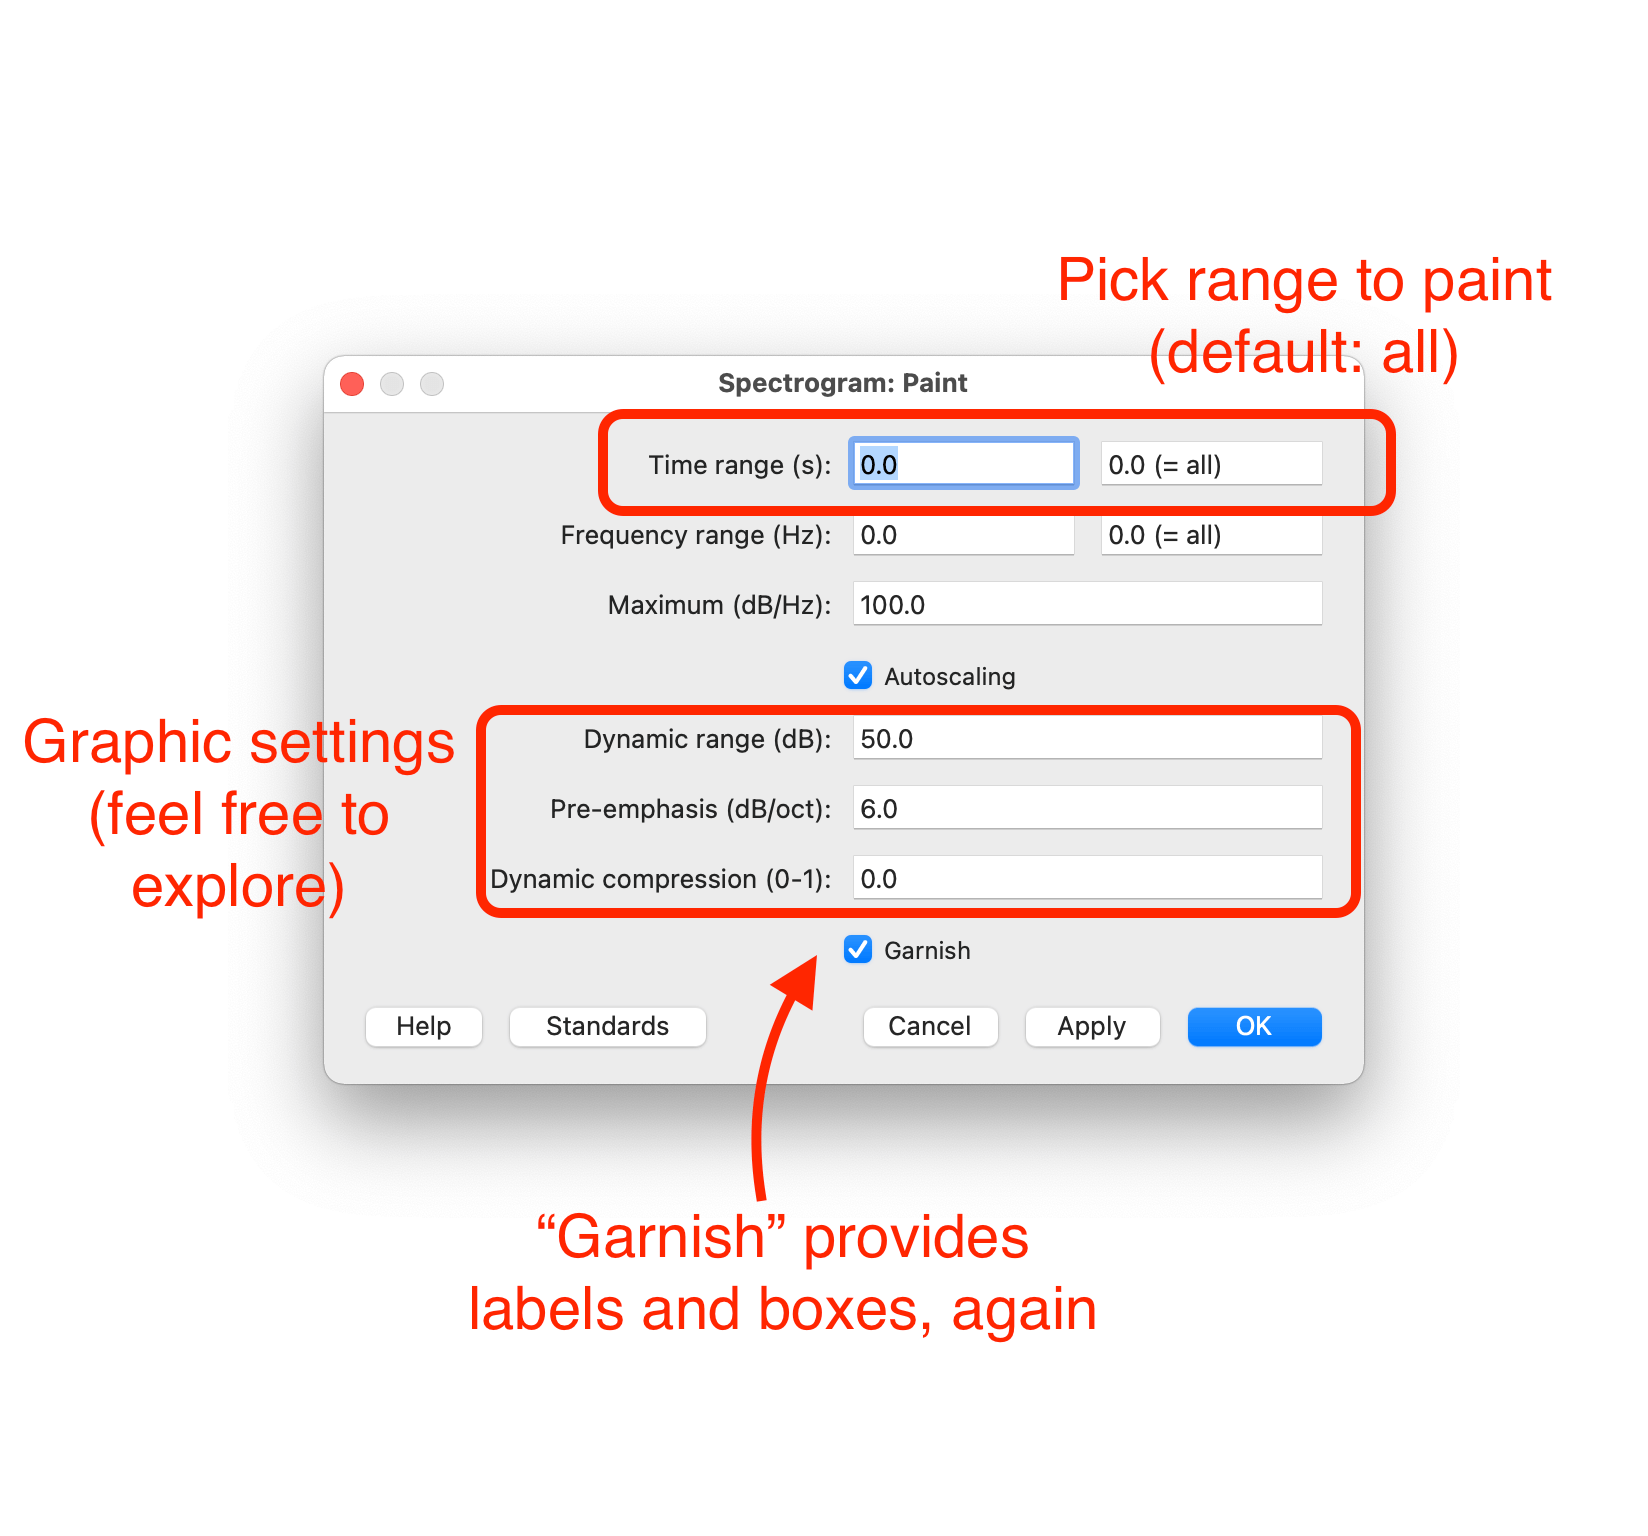 Pick range to paint
(default: all)
Spectrogram: Paint
Time range (s): 0.0 0.0 (= all)
Frequency range (Hz): 0.0 0.0 (= all)
Maximum (dB/Hz): 100.0
Autoscaling
Graphic settings
(feel free to
explore)
Dynamic range (dB): 50.0
Pre-emphasis (dB/oct): 6.0
Dynamic compression (0-1): 0.0
Garnish
Help Standards Cancel Apply OK
“Garnish” provides
labels and boxes, again